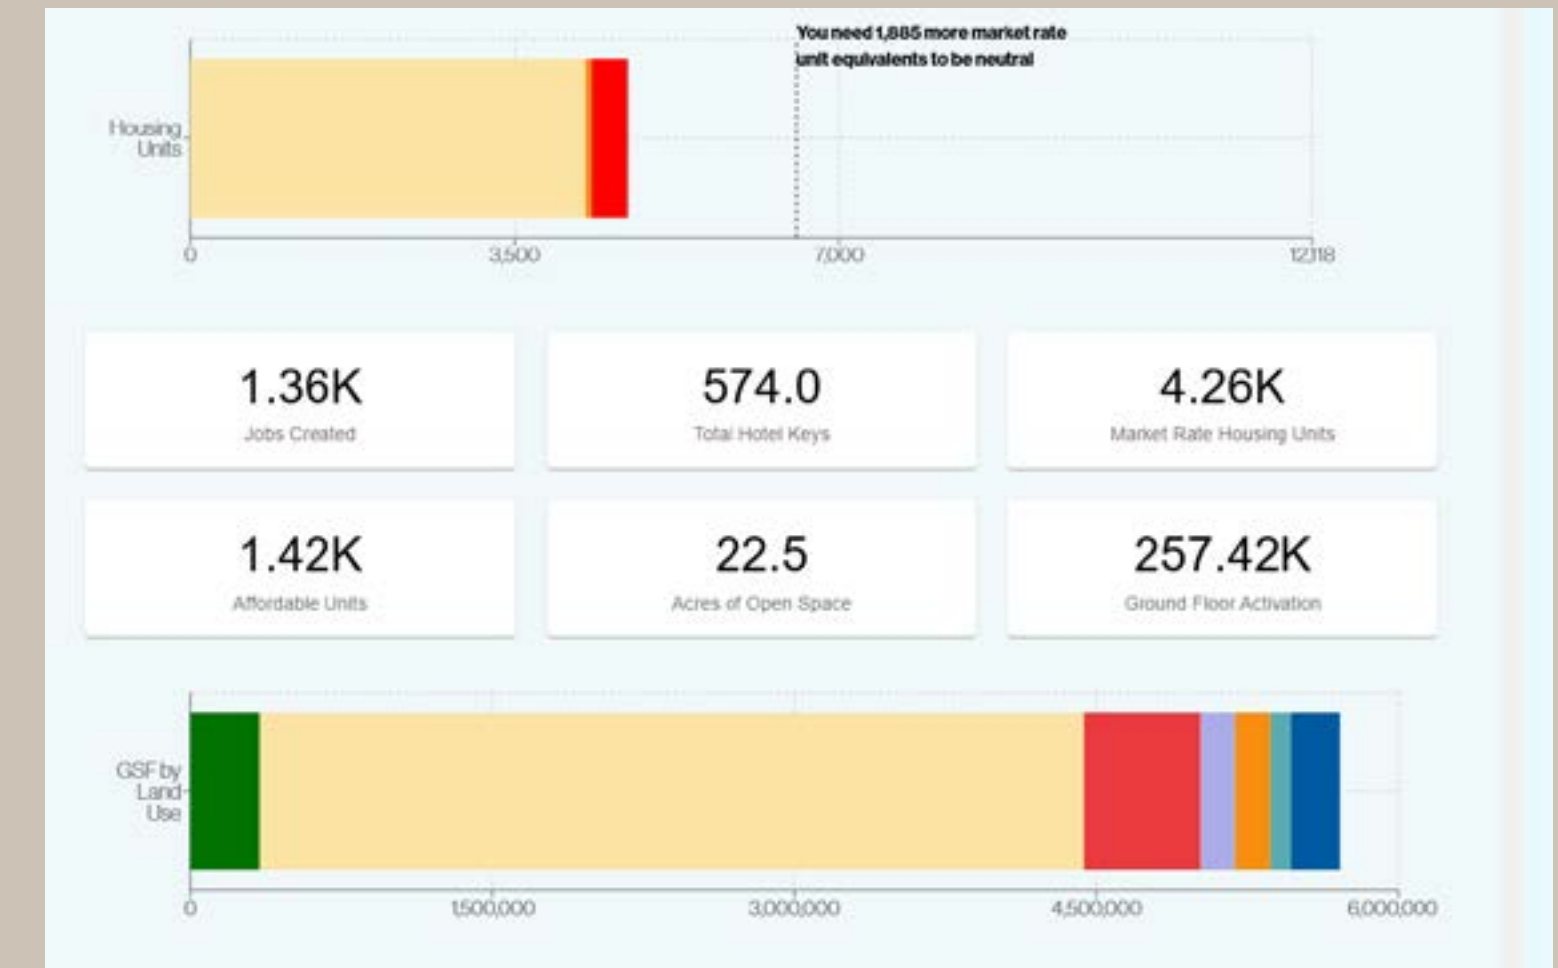 You need 1,885 more market rate
unit equivalents to be neutral
Housing
Units
0
3,500
7,000
12,118
1.36K
574.0
4.26K
Jobs Created
Total Hotel Keys
Market Rate Housing Units
1.42K
22.5
257.42K
Affordable Units
Acres of Open Space
Ground Floor Activation
GSF by
Land
Use
0
1,500,000
3,000,000
4,500,000
6,000,000